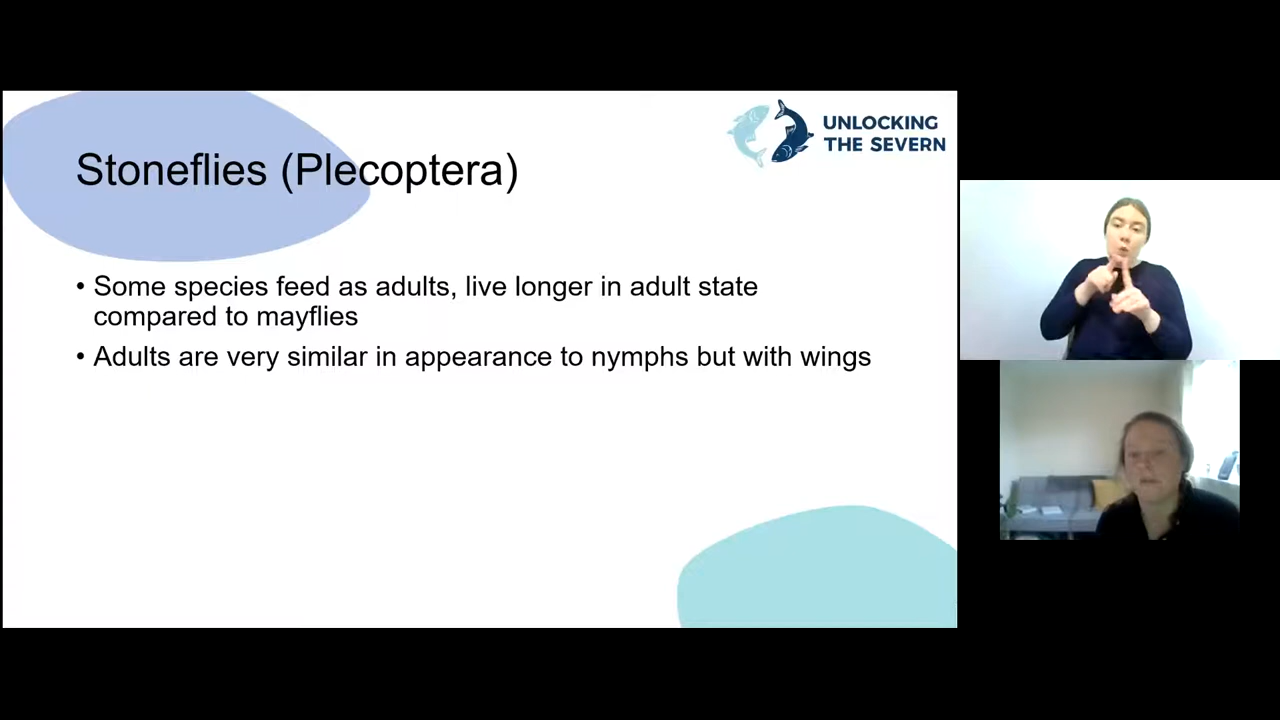 UNLOCKING
THE SEVERN
Stoneflies (Plecoptera)
• Some species feed as adults, live longer in adult state
compared to mayflies
• Adults are very similar in appearance to nymphs but with wings